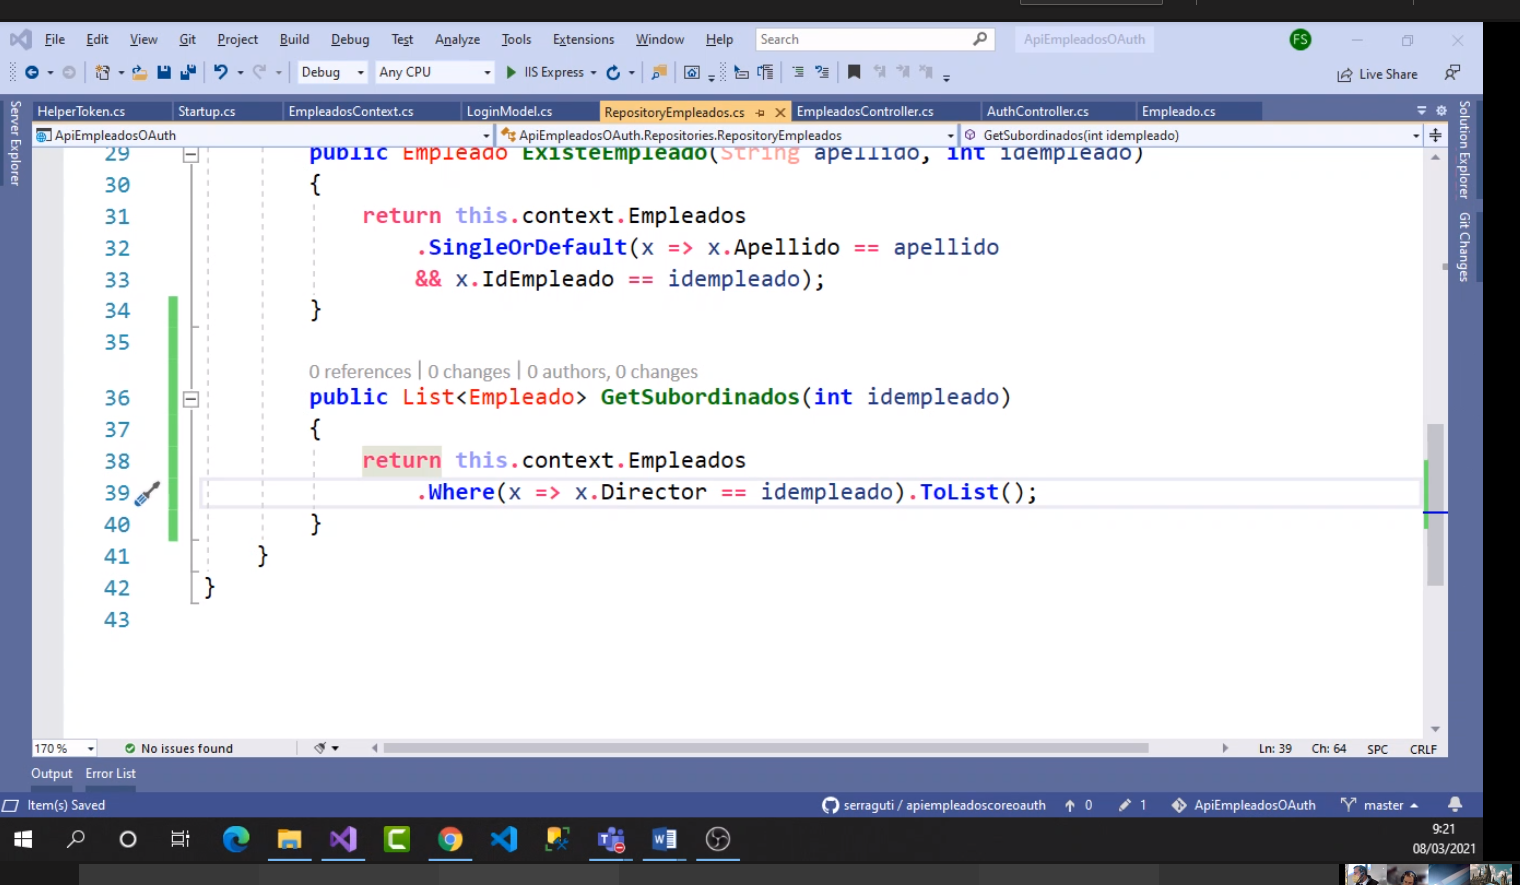 File Edit View Git Project Build Debug Test Analyze Tools Extensions Window Help Search ApiEmpleadosOAuth FS
Debug Any CPU IIS Express Live Share
Server Explorer
HelperToken.cs Startup.cs EmpleadosContext.cs LoginModel.cs RepositoryEmpleados.cs EmpleadosController.cs AuthController.cs Empleado.cs
ApiEmpleadosOAuth ApiEmpleadosOAuth.Repositories.RepositoryEmpleados GetSubordinados(int idempleado)
Solution Explorer
Git Changes
29 public Empleado ExisteEmpleado(String apellido, int idempleado)
30 {
31 return this.context.Empleados
32 .SingleOrDefault(x => x.Apellido == apellido
33 && x.IdEmpleado == idempleado);
34 }
35
0 references | 0 changes | 0 authors, 0 changes
36 public List<Empleado> GetSubordinados(int idempleado)
37 {
38 return this.context.Empleados
39 .Where(x => x.Director == idempleado).ToList();
40 }
41 }
42 }
43
170 % No issues found Ln: 39 Ch: 64 SPC CRLF
Output Error List
Item(s) Saved serraguti / apiempleadoscoreoauth 0 1 ApiEmpleadosOAuth master
9:21
08/03/2021